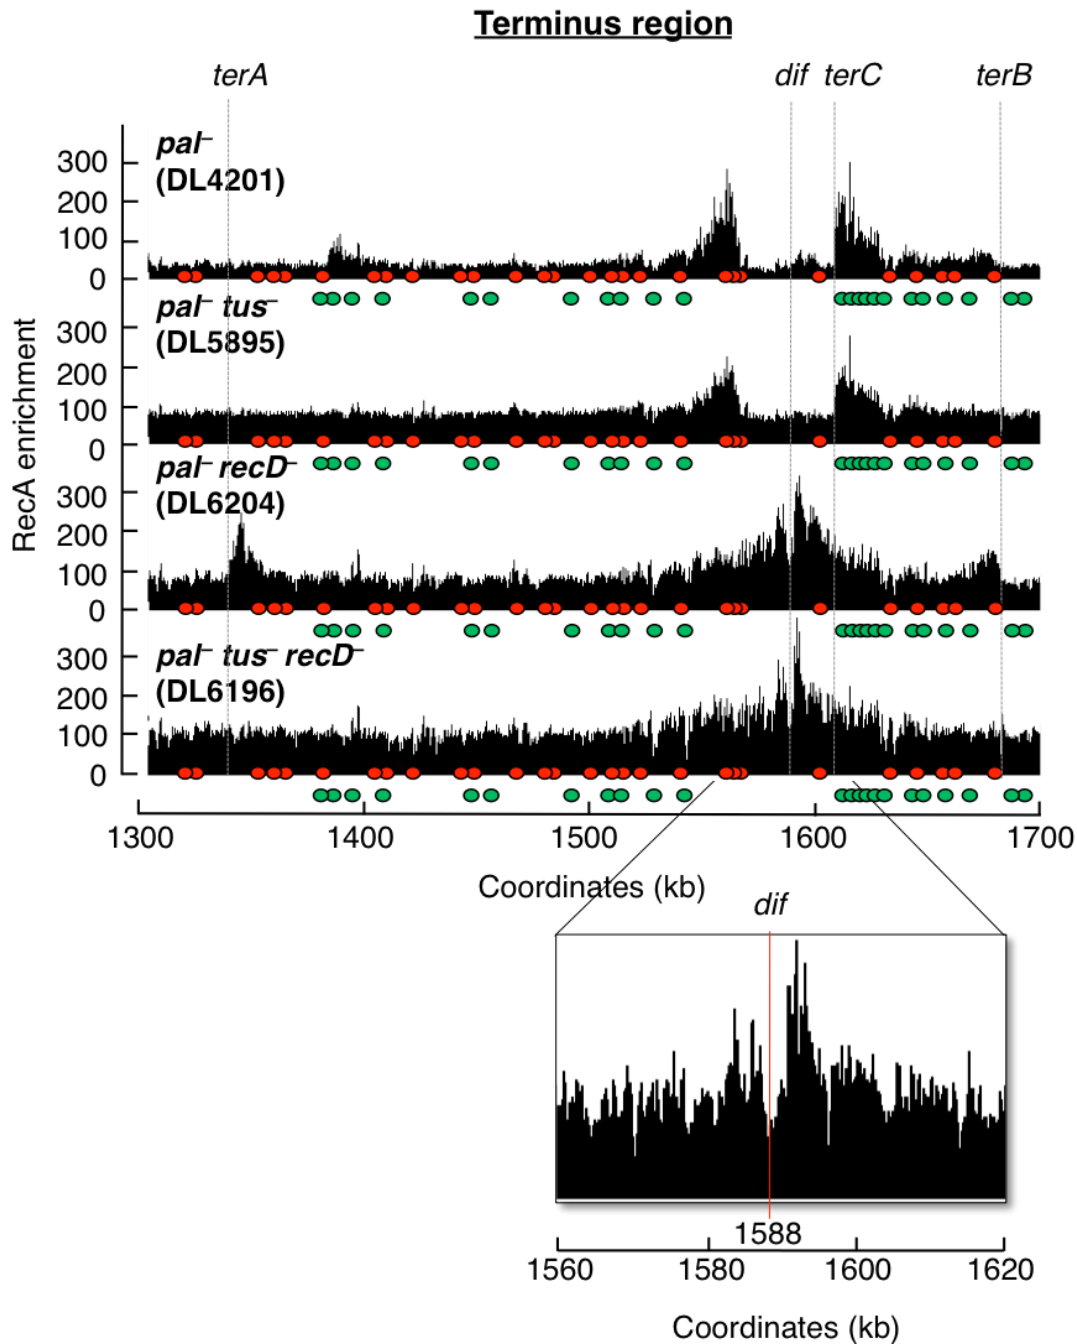 Terminus region
terA dif terC terB
pal–
(DL4201)
300
200
100
0
pal– tus–
(DL5895)
300
200
100
0
pal– recD–
(DL6204)
300
200
100
0
pal– tus– recD–
(DL6196)
300
200
100
0
RecA enrichment
1300 1400 1500 1600 1700
Coordinates (kb)
dif
1588
1560 1580 1600 1620
Coordinates (kb)